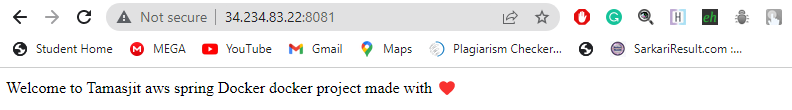 Not secure | 34.234.83.22:8081
Student Home MEGA YouTube Gmail Maps Plagiarism Checker... SarkariResult.com :...
Welcome to Tamasjit aws spring Docker docker project made with ❤️